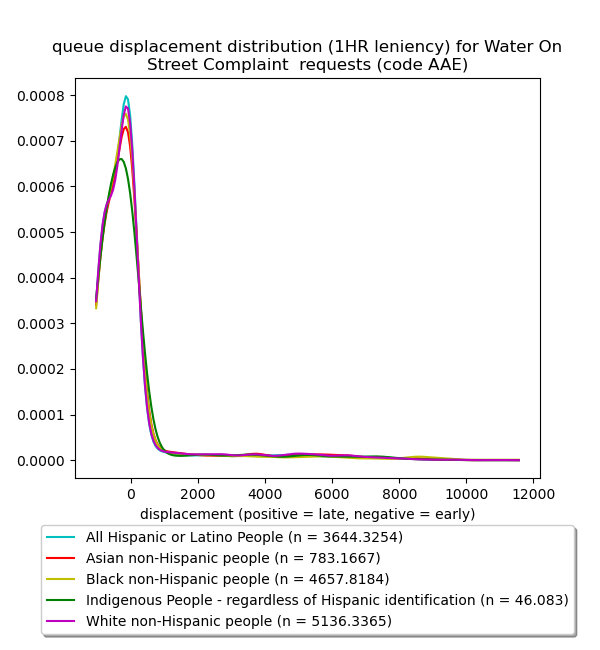 queue displacement distribution (1HR leniency) for Water On
Street Complaint  requests (code AAE)
0.0008
0.0007
0.0006
0.0005
0.0004
0.0003
0.0002
0.0001
0.0000
0 2000 4000 6000 8000 10000 12000
displacement (positive = late, negative = early)
All Hispanic or Latino People (n = 3644.3254)
Asian non-Hispanic people (n = 783.1667)
Black non-Hispanic people (n = 4657.8184)
Indigenous People - regardless of Hispanic identification (n = 46.083)
White non-Hispanic people (n = 5136.3365)